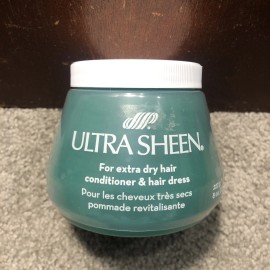 ULTRA SHEEN®
For extra dry hair
conditioner & hair dress
Pour les cheveux très secs
pommade revitalisante